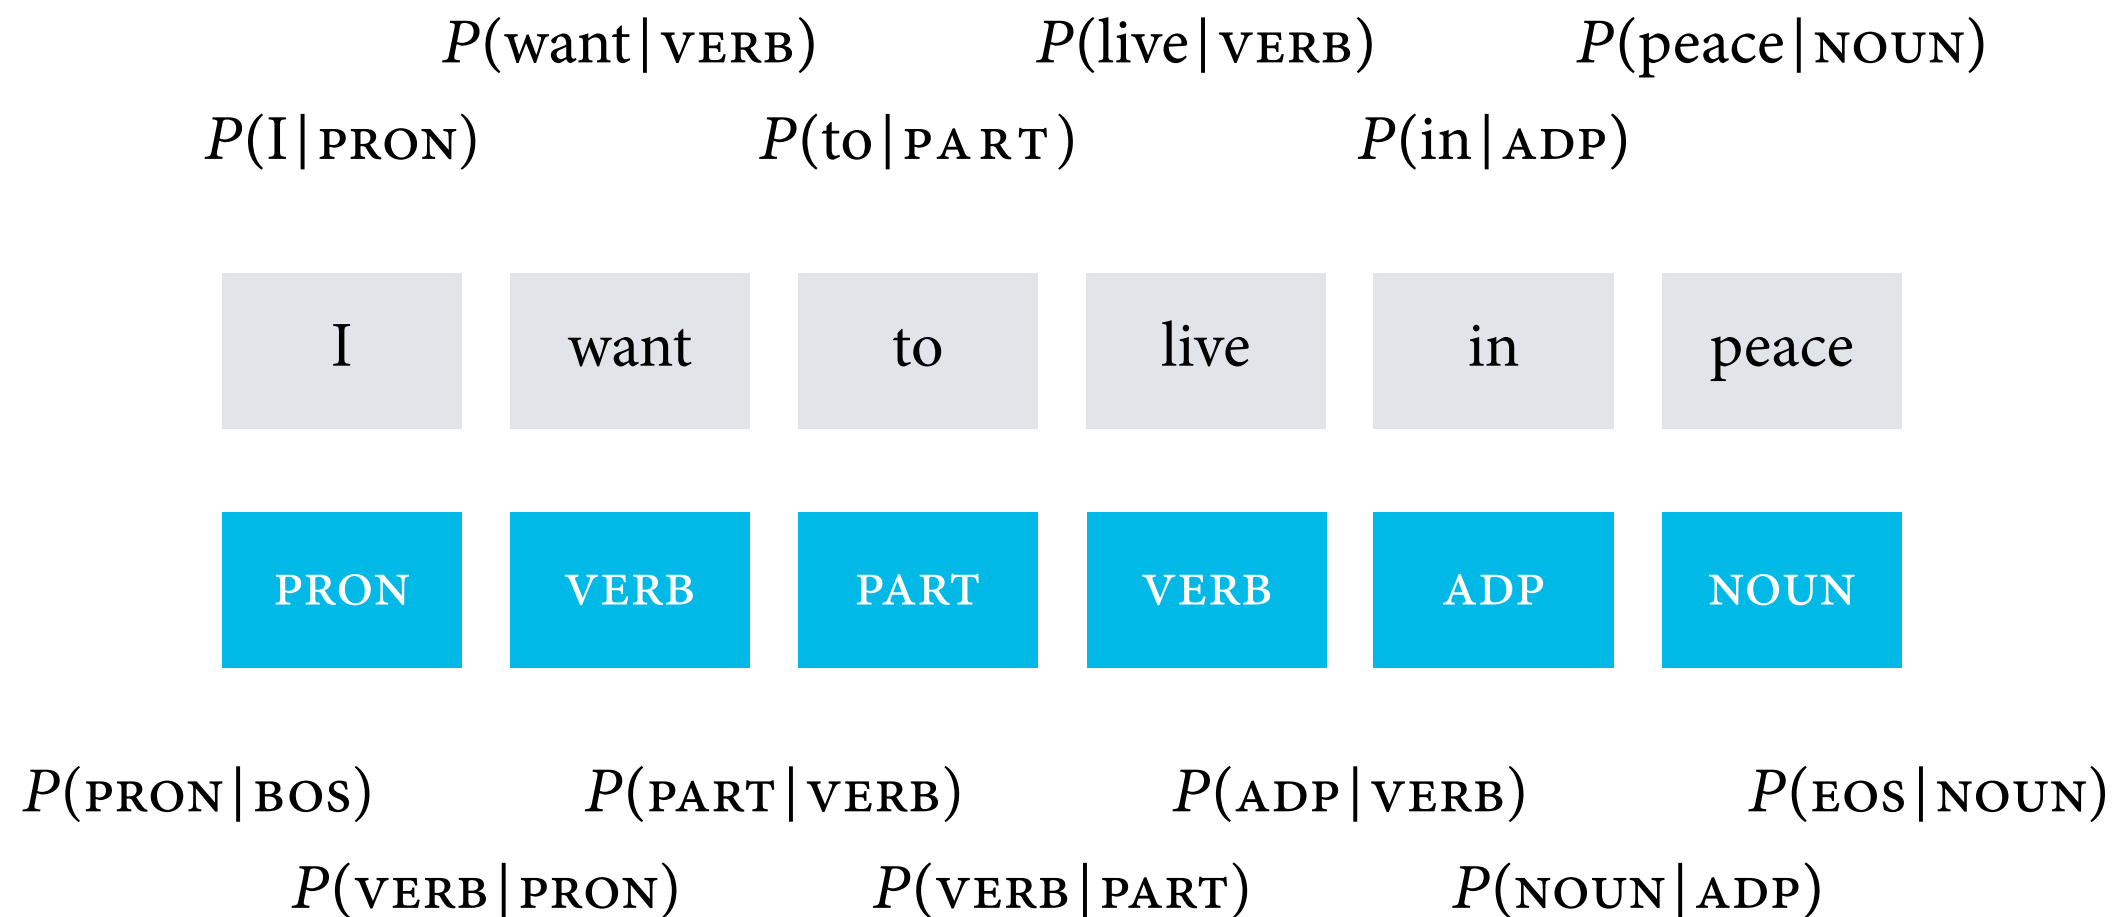 P(want|VERB) P(live|VERB) P(peace|NOUN)
P(I|PRON) P(to|PART) P(in|ADP)
I want to live in peace
PRON VERB PART VERB ADP NOUN
P(PRON|BOS) P(PART|VERB) P(ADP|VERB) P(EOS|NOUN)
P(VERB|PRON) P(VERB|PART) P(NOUN|ADP)